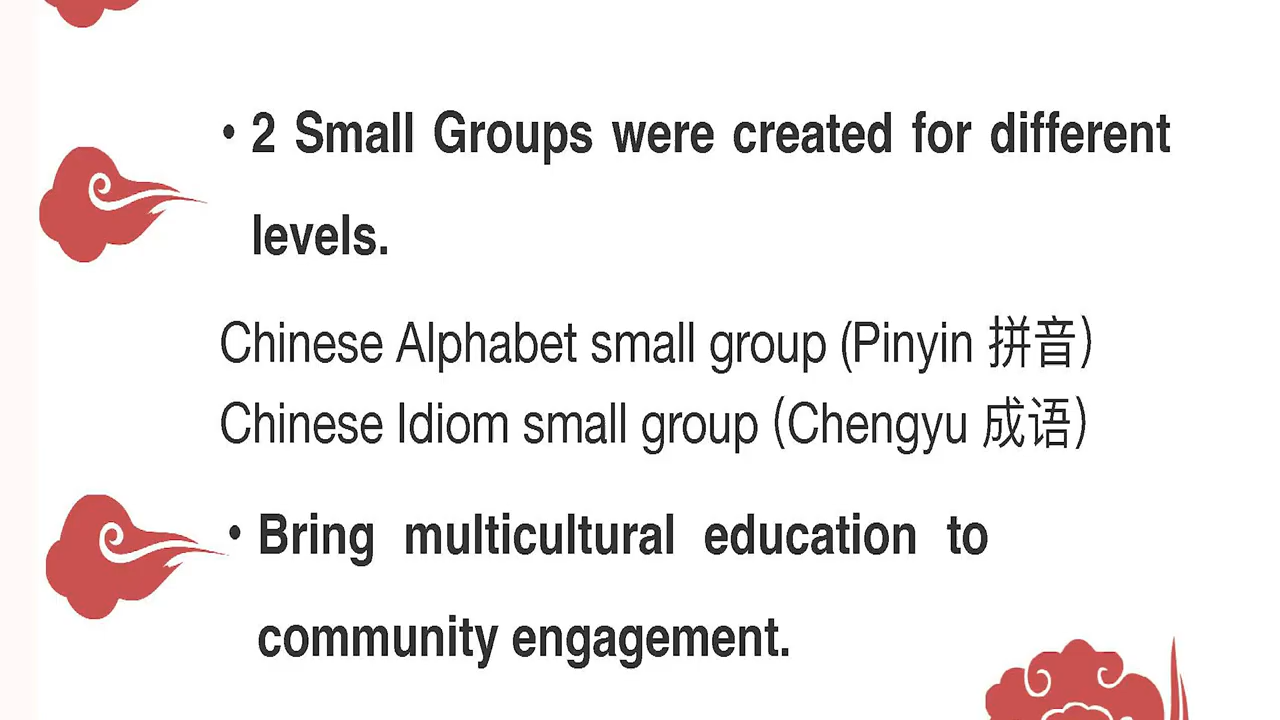 • 2 Small Groups were created for different
levels.
Chinese Alphabet small group (Pinyin 拼音)
Chinese Idiom small group (Chengyu 成语)
• Bring multicultural education to
community engagement.